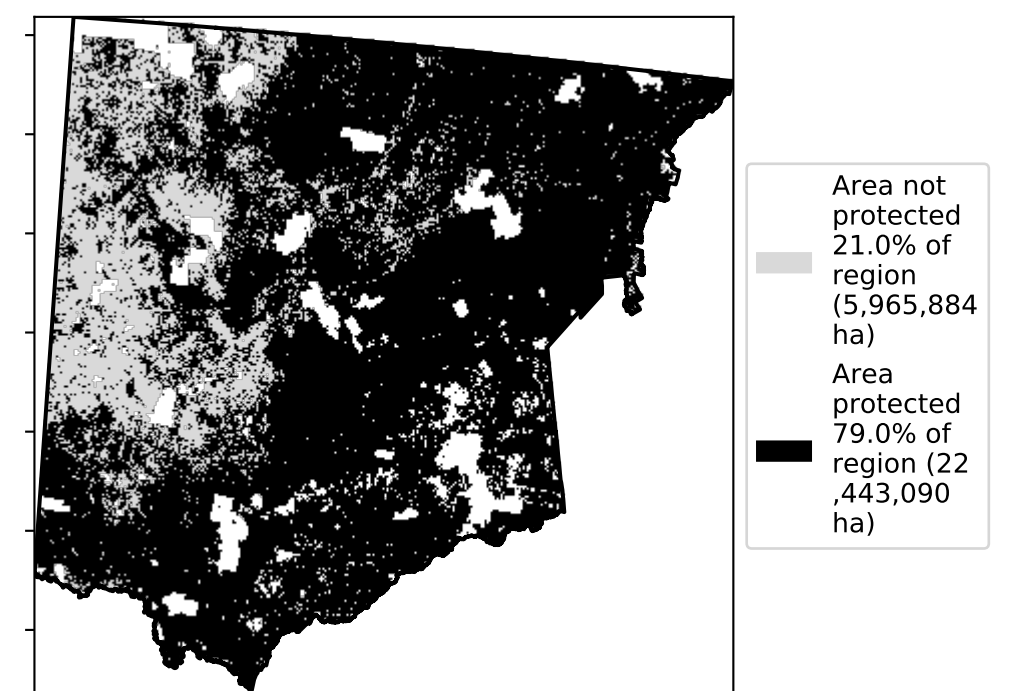 Area not
protected
21.0% of
region
(5,965,884
ha)
Area
protected
79.0% of
region (22
,443,090
ha)